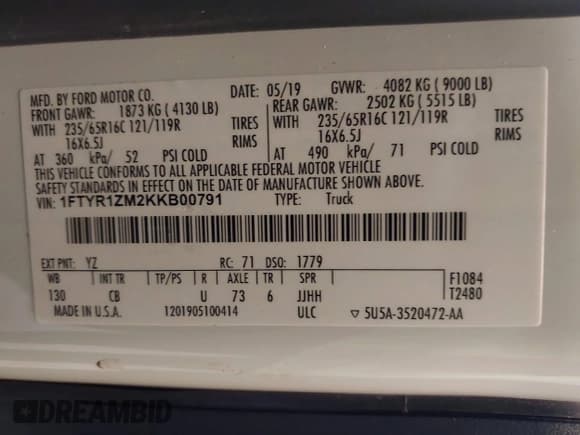 MFD. BY FORD MOTOR CO. DATE: 05/19 GVWR: 4082 KG ( 9000 LB)
FRONT GAWR: 1873 KG ( 4130 LB) REAR GAWR: 2502 KG ( 5515 LB)
WITH 235/65R16C 121/119R TIRES WITH 235/65R16C 121/119R TIRES
16X6.5J RIMS 16X6.5J RIMS
AT 360 kPa/ 52 PSI COLD AT 490 kPa/ 71 PSI COLD
THIS VEHICLE CONFORMS TO ALL APPLICABLE FEDERAL MOTOR VEHICLE
SAFETY STANDARDS IN EFFECT ON THE DATE OF MANUFACTURE SHOWN ABOVE.
VIN: 1FTYR1ZM2KKB00791 TYPE: Truck
EXT PNT: YZ RC: 71 DSO: 1779
WB INT TR TP/PS R AXLE TR SPR F1084
130 CB U 73 6 JJHH T2480
MADE IN U.S.A. 1201905100414 ULC ▽ 5U5A-3520472-AA
DREAMBID